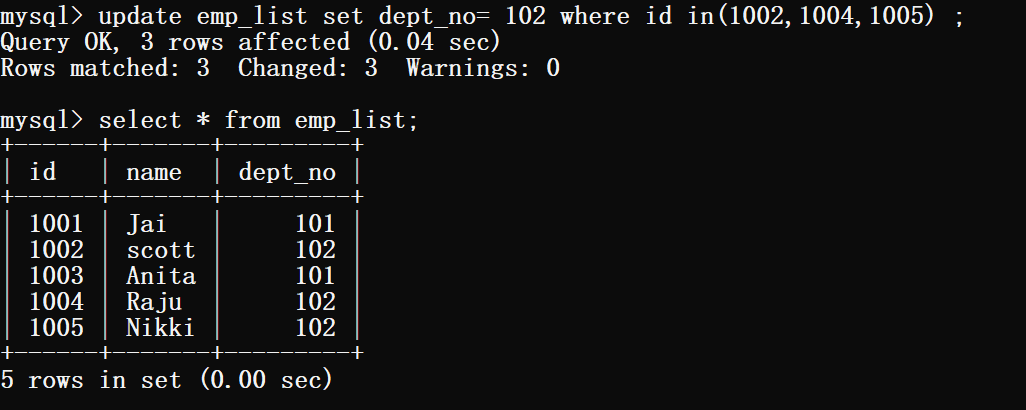 mysql> update emp_list set dept_no= 102 where id in(1002,1004,1005) ;
Query OK, 3 rows affected (0.04 sec)
Rows matched: 3  Changed: 3  Warnings: 0

mysql> select * from emp_list;
+------+-------+---------+
| id   | name  | dept_no |
+------+-------+---------+
| 1001 | Jai   |     101 |
| 1002 | scott |     102 |
| 1003 | Anita |     101 |
| 1004 | Raju  |     102 |
| 1005 | Nikki |     102 |
+------+-------+---------+
5 rows in set (0.00 sec)